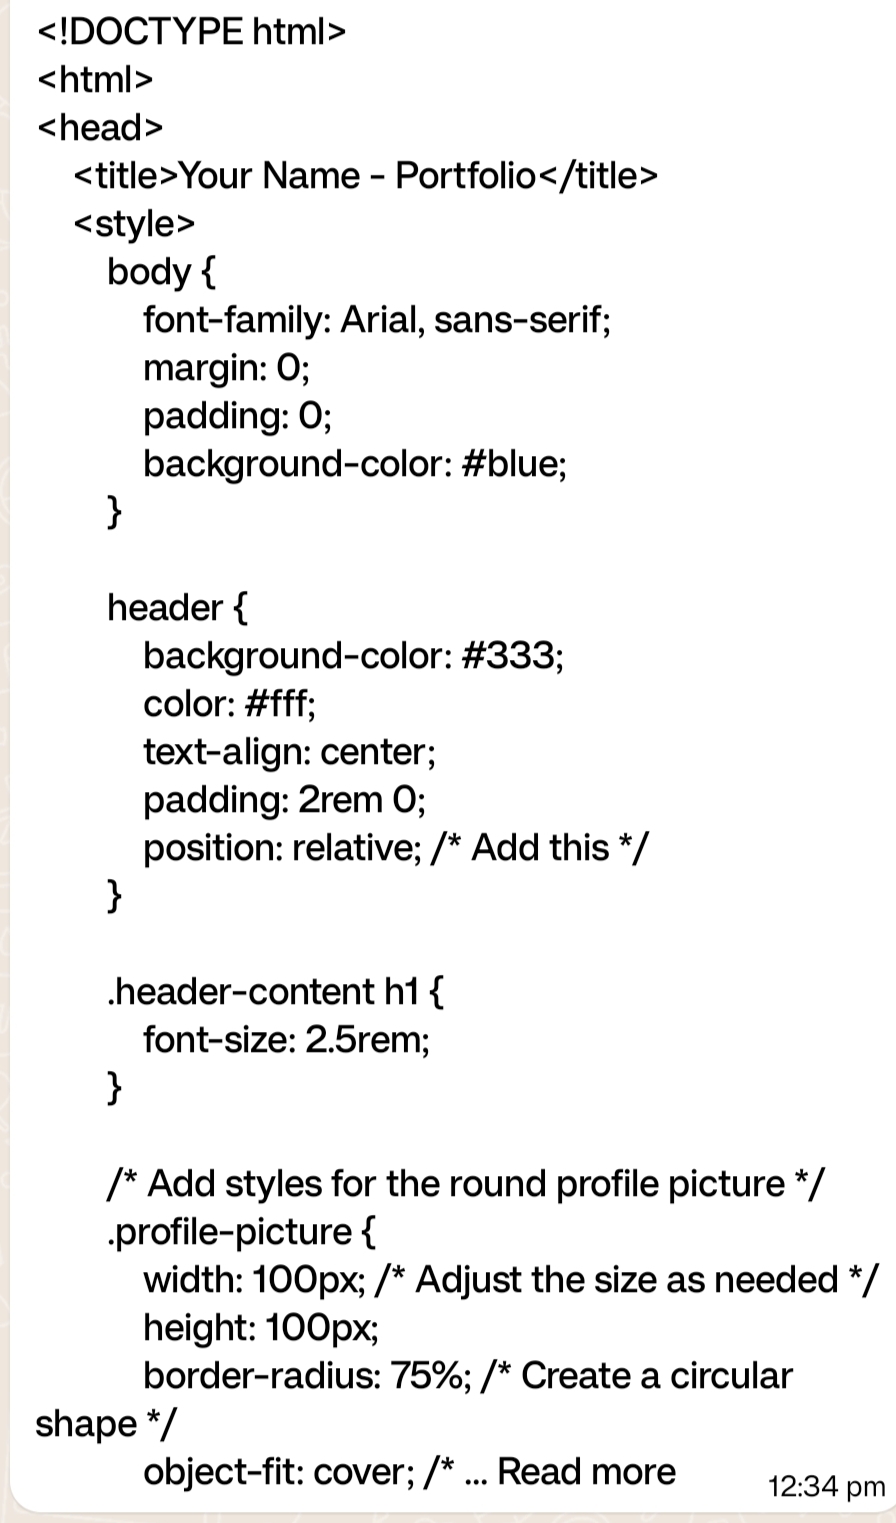 <!DOCTYPE html>
<html>
<head>
    <title>Your Name - Portfolio</title>
    <style>
        body {
            font-family: Arial, sans-serif;
            margin: 0;
            padding: 0;
            background-color: #blue;
        }

        header {
            background-color: #333;
            color: #fff;
            text-align: center;
            padding: 2rem 0;
            position: relative; /* Add this */
        }

        .header-content h1 {
            font-size: 2.5rem;
        }

        /* Add styles for the round profile picture */
        .profile-picture {
            width: 100px; /* Adjust the size as needed */
            height: 100px;
            border-radius: 75%; /* Create a circular
shape */
            object-fit: cover; /* ... Read more
12:34 pm